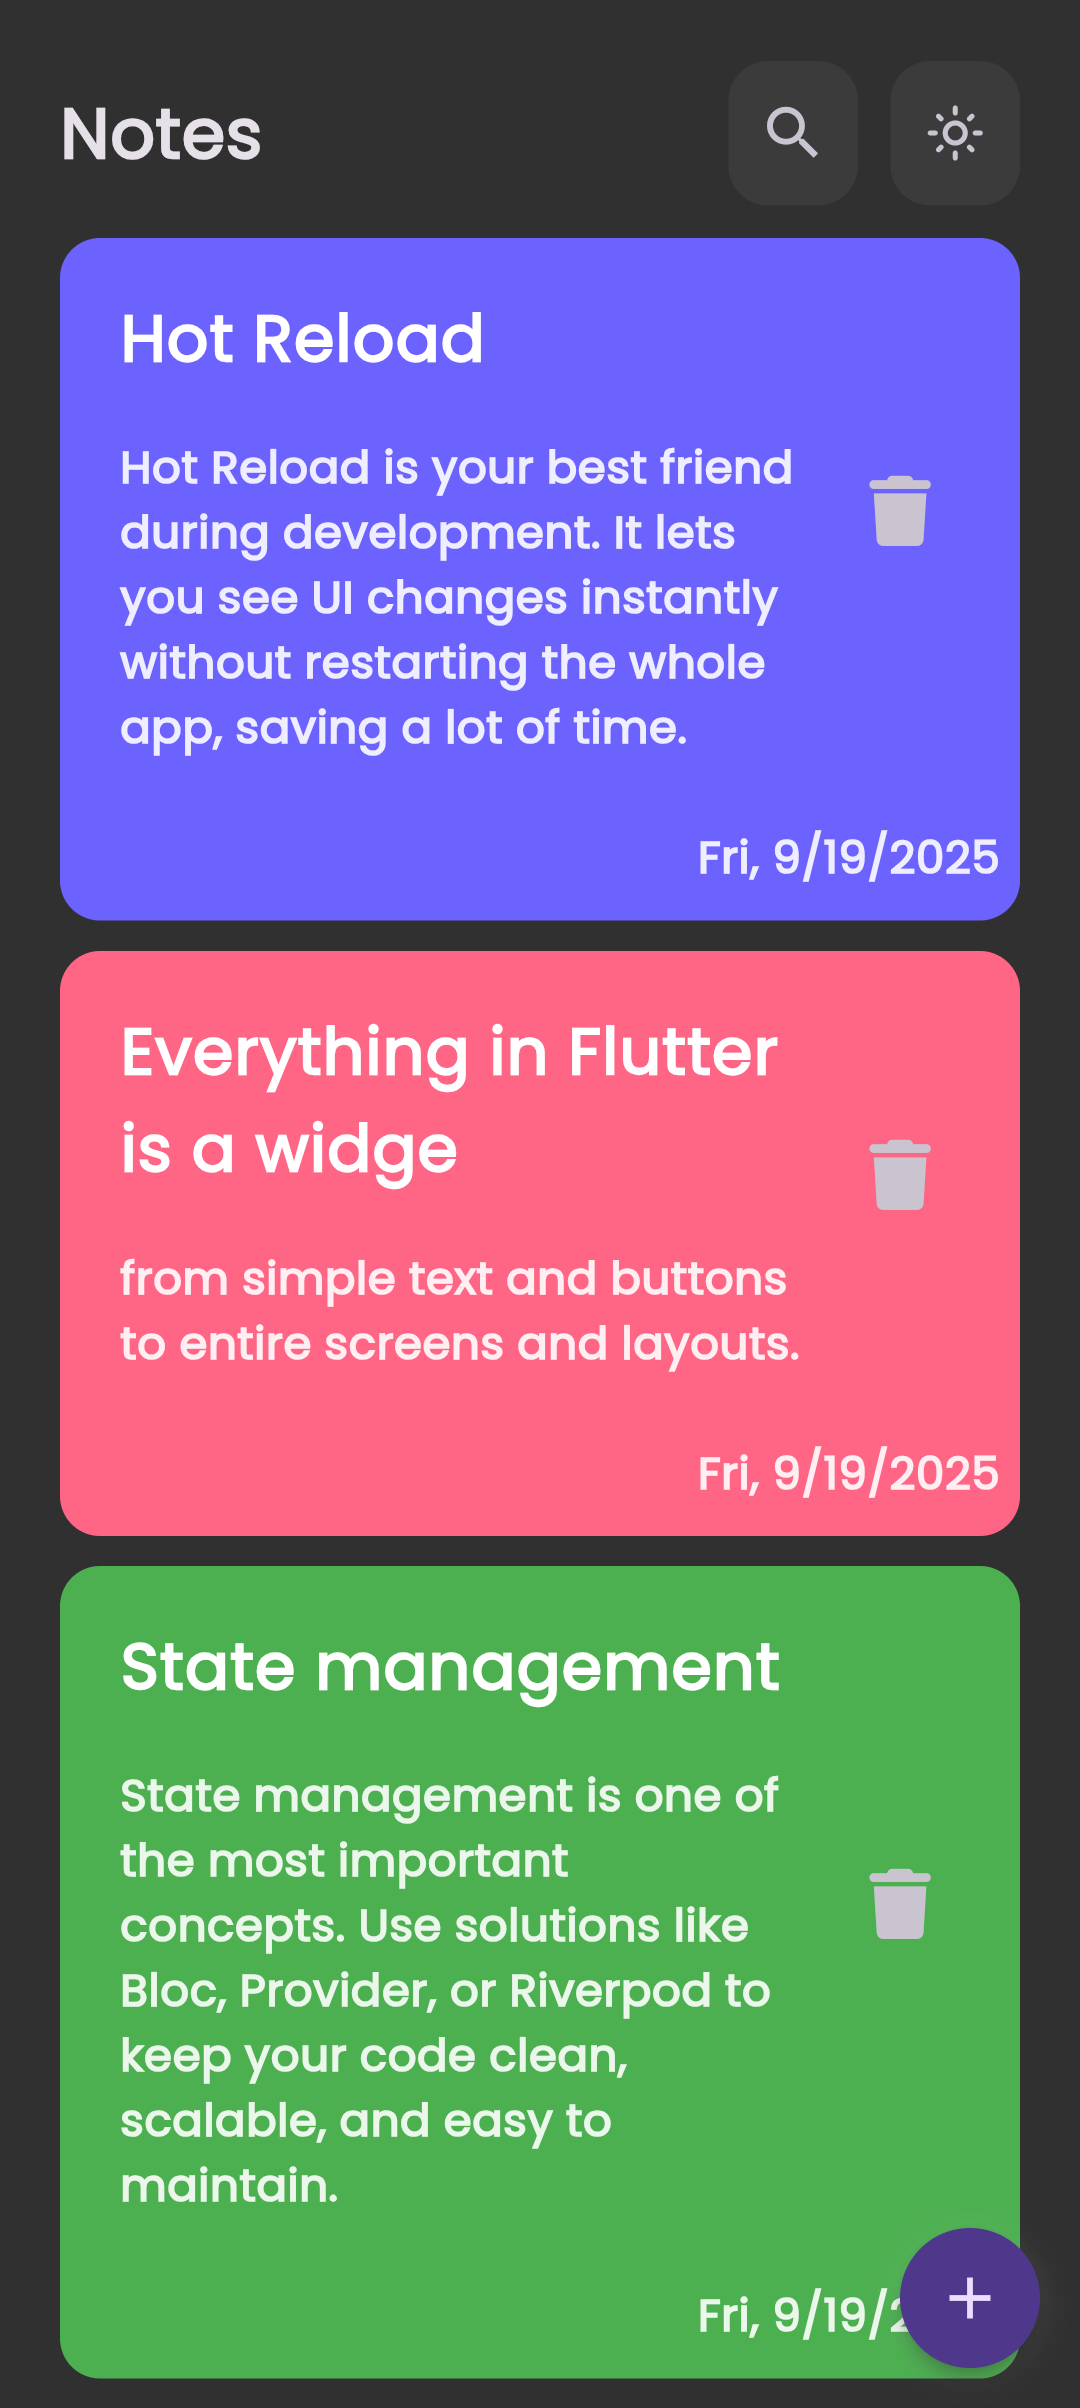 Notes
Hot Reload
Hot Reload is your best friend
during development. It lets
you see UI changes instantly
without restarting the whole
app, saving a lot of time.
Fri, 9/19/2025
Everything in Flutter
is a widge
from simple text and buttons
to entire screens and layouts.
Fri, 9/19/2025
State management
State management is one of
the most important
concepts. Use solutions like
Bloc, Provider, or Riverpod to
keep your code clean,
scalable, and easy to
maintain.
Fri, 9/19/2